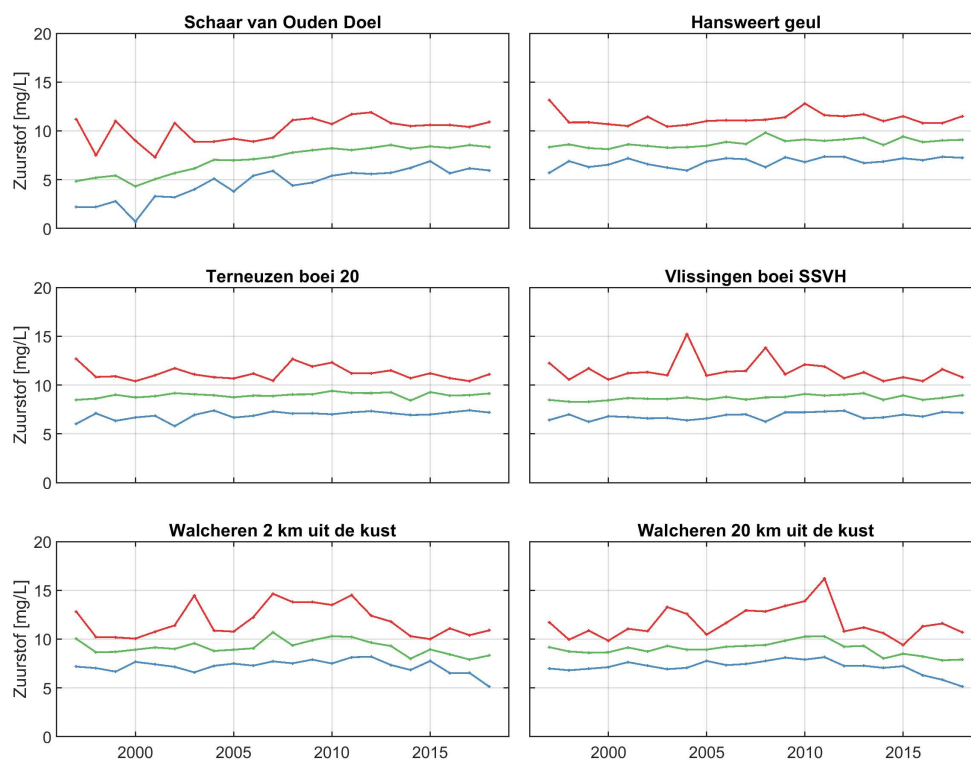 Schaar van Ouden Doel
Hansweert geul
20
15
10
5
0
Zuurstof [mg/L]
Terneuzen boei 20
Vlissingen boei SSVH
20
15
10
5
0
Zuurstof [mg/L]
Walcheren 2 km uit de kust
Walcheren 20 km uit de kust
20
15
10
5
0
Zuurstof [mg/L]
2000 2005 2010 2015
2000 2005 2010 2015